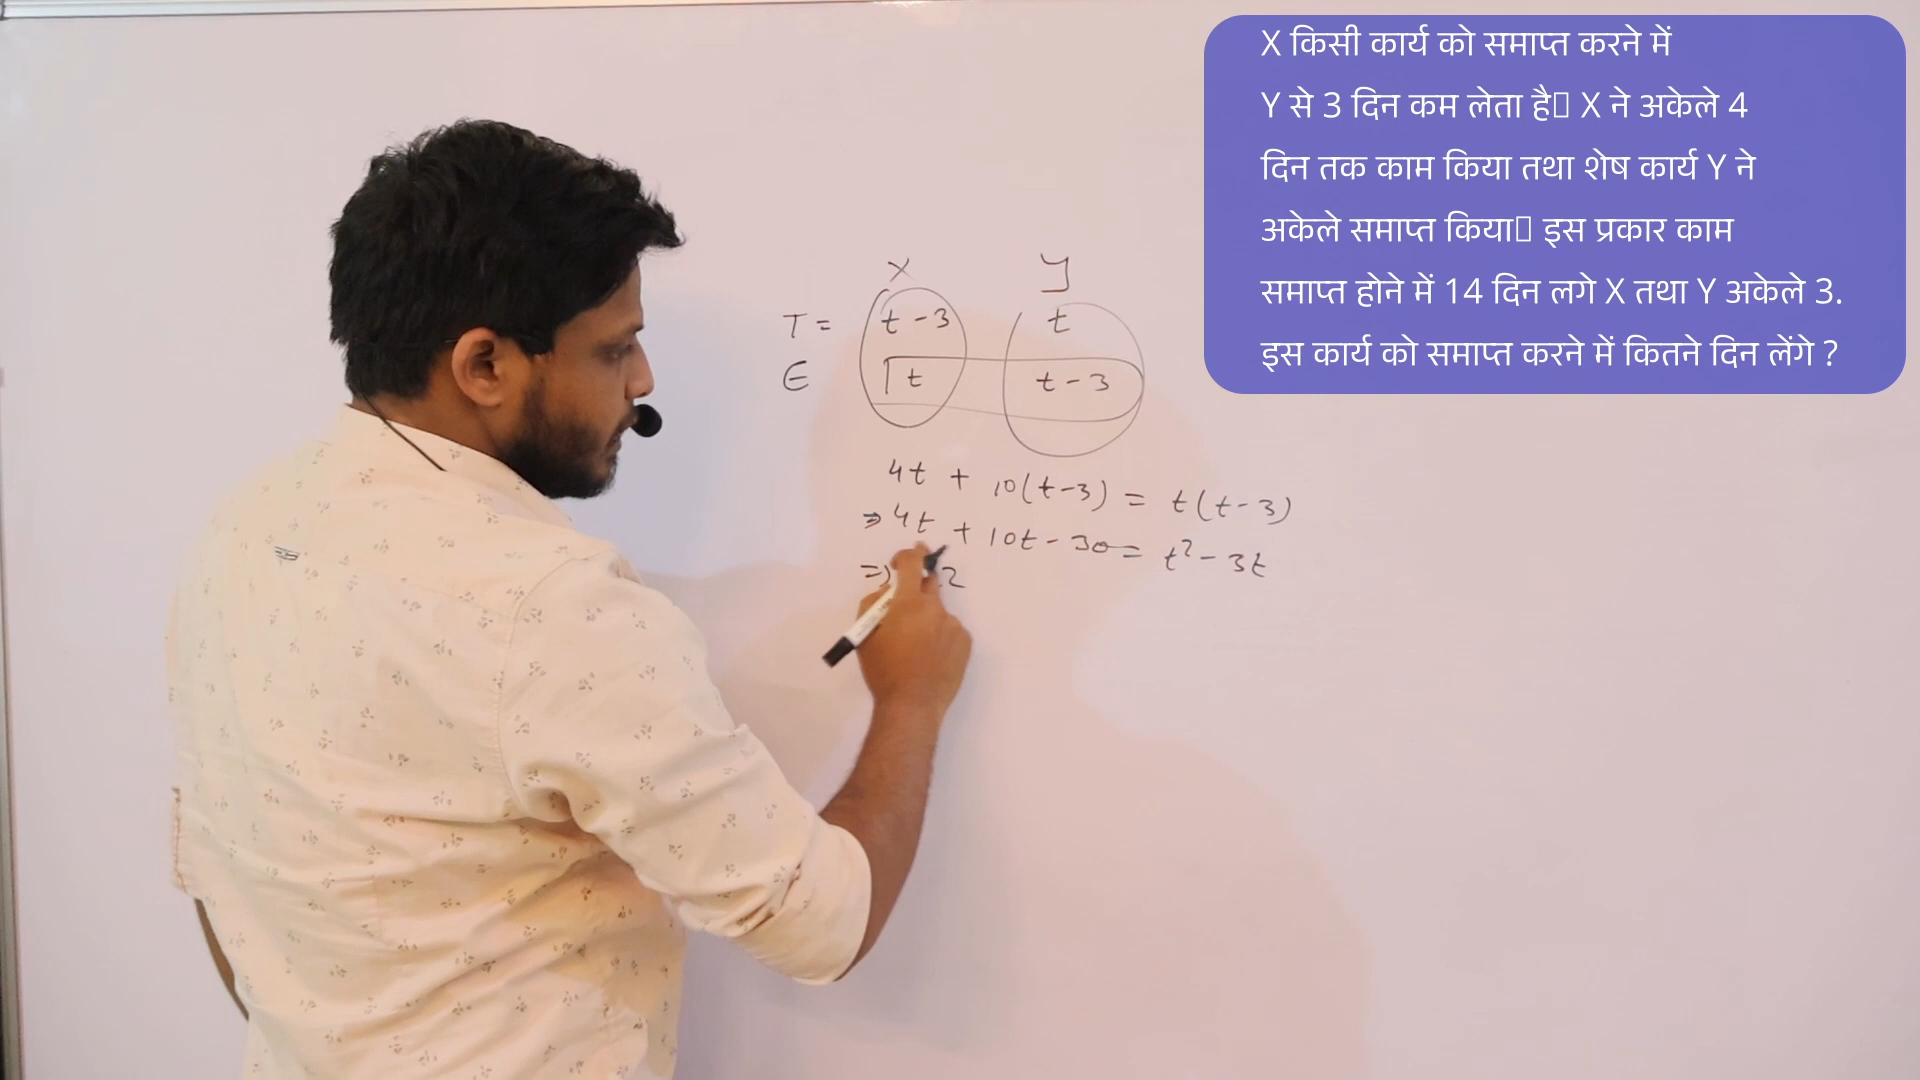 X किसी कार्य को समाप्त करने में
Y से 3 दिन कम लेता है▯ X ने अकेले 4
दिन तक काम किया तथा शेष कार्य Y ने
अकेले समाप्त किया▯ इस प्रकार काम
समाप्त होने में 14 दिन लगे X तथा Y अकेले 3.
इस कार्य को समाप्त करने में कितने दिन लेंगे ?
X Y
T = t - 3 t
E t t - 3
4t + 10(t-3) = t(t-3)
⇒ 4t + 10t - 30 = t² - 3t
⇒